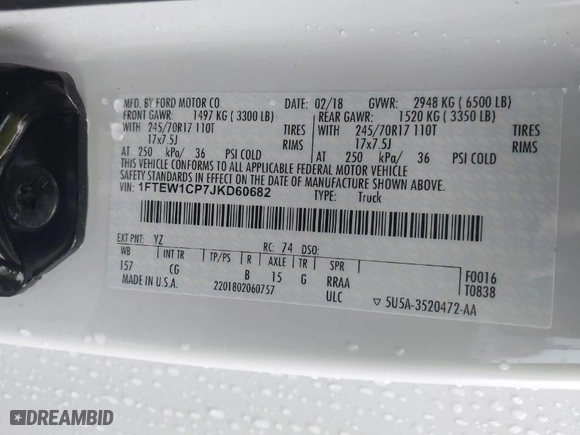 MFD. BY FORD MOTOR CO. DATE: 02/18 GVWR: 2948 KG ( 6500 LB)
FRONT GAWR: 1497 KG ( 3300 LB) REAR GAWR: 1520 KG ( 3350 LB)
WITH 245/70R17 110T TIRES WITH 245/70R17 110T TIRES
17x7.5J RIMS 17x7.5J RIMS
AT 250 kPa/ 36 PSI COLD AT 250 kPa/ 36 PSI COLD
THIS VEHICLE CONFORMS TO ALL APPLICABLE FEDERAL MOTOR VEHICLE
SAFETY STANDARDS IN EFFECT ON THE DATE OF MANUFACTURE SHOWN ABOVE.
VIN: 1FTEW1CP7JKD60682 TYPE: Truck
EXT PNT: YZ RC: 74 DSO:
WB INT TR TP/PS R AXLE TR SPR F0016
157 CG B 15 G RRAA T0838
MADE IN U.S.A. 2201802060757 ULC ▽ 5U5A-3520472-AA
DREAMBID